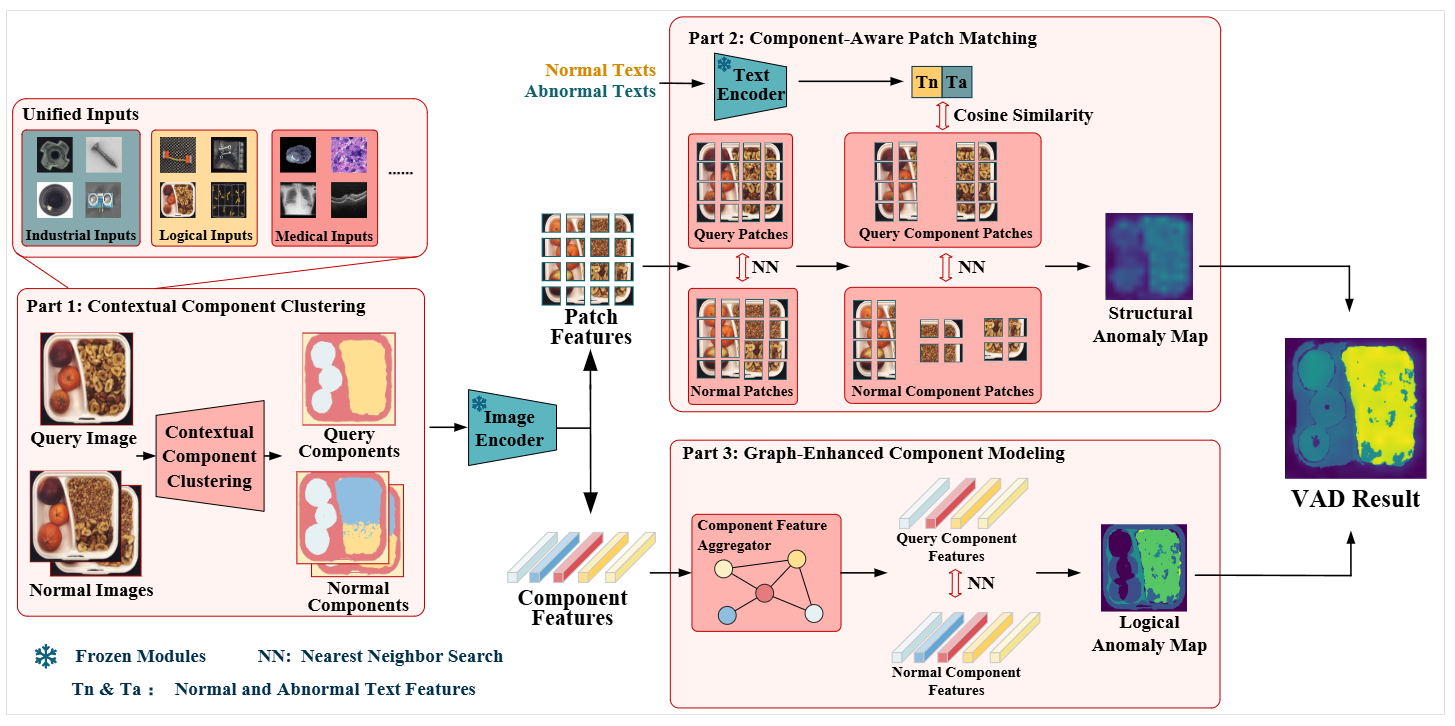 Unified Inputs
Industrial Inputs
Logical Inputs
Medical Inputs
......
Part 1: Contextual Component Clustering
Query Image
Normal Images
Contextual
Component
Clustering
Query
Components
Normal
Components
Image
Encoder
Patch
Features
Component
Features
Part 2: Component-Aware Patch Matching
Normal Texts
Abnormal Texts
Text
Encoder
Tn Ta
Cosine Similarity
Query Patches
Query Component Patches
NN
NN
Normal Patches
Normal Component Patches
Structural
Anomaly Map
Part 3: Graph-Enhanced Component Modeling
Component Feature
Aggregator
Query Component
Features
NN
Normal Component
Features
Logical
Anomaly Map
VAD Result
Frozen Modules
NN: Nearest Neighbor Search
Tn & Ta : Normal and Abnormal Text Features